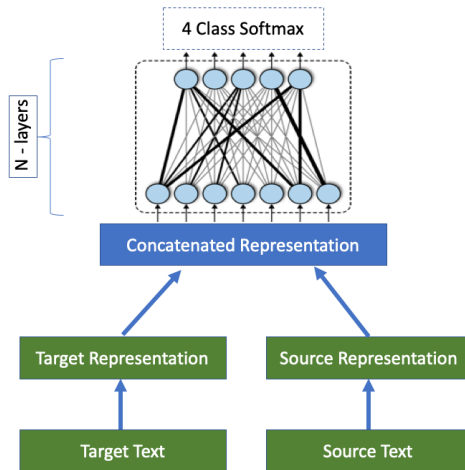 4 Class Softmax
N - layers
Concatenated Representation
Target Representation
Source Representation
Target Text
Source Text